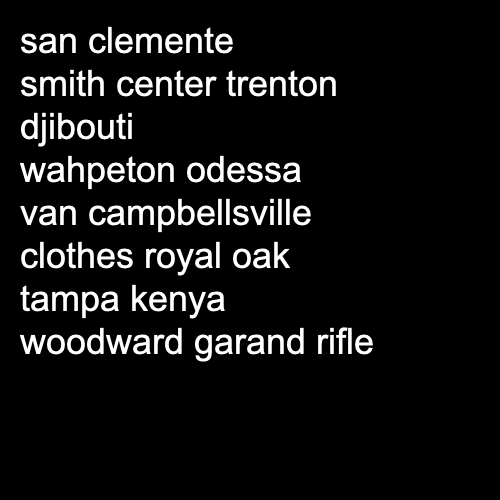 san clemente
smith center trenton
djibouti
wahpeton odessa
van campbellsville
clothes royal oak
tampa kenya
woodward garand rifle